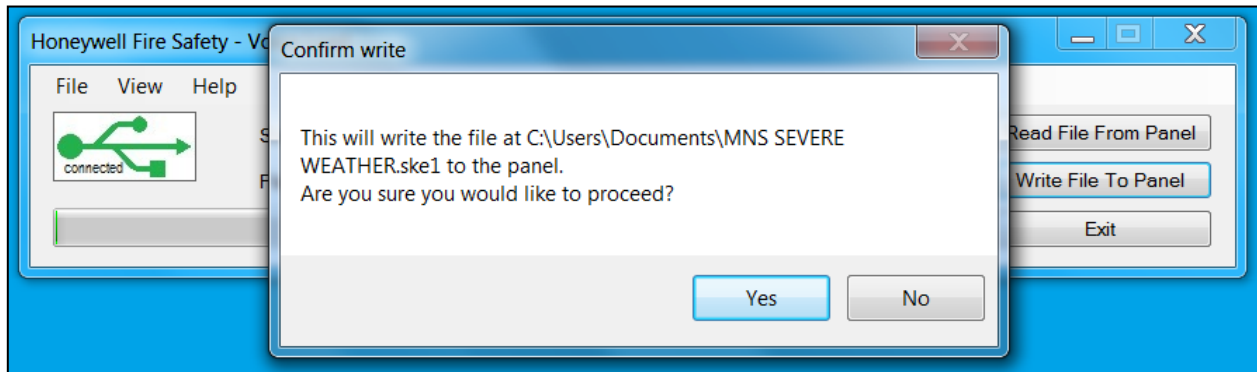 Honeywell Fire Safety - Vo
Confirm write
File View Help
connected
This will write the file at C:\Users\Documents\MNS SEVERE
WEATHER.ske1 to the panel.
Are you sure you would like to proceed?
Read File From Panel
Write File To Panel
Exit
Yes No